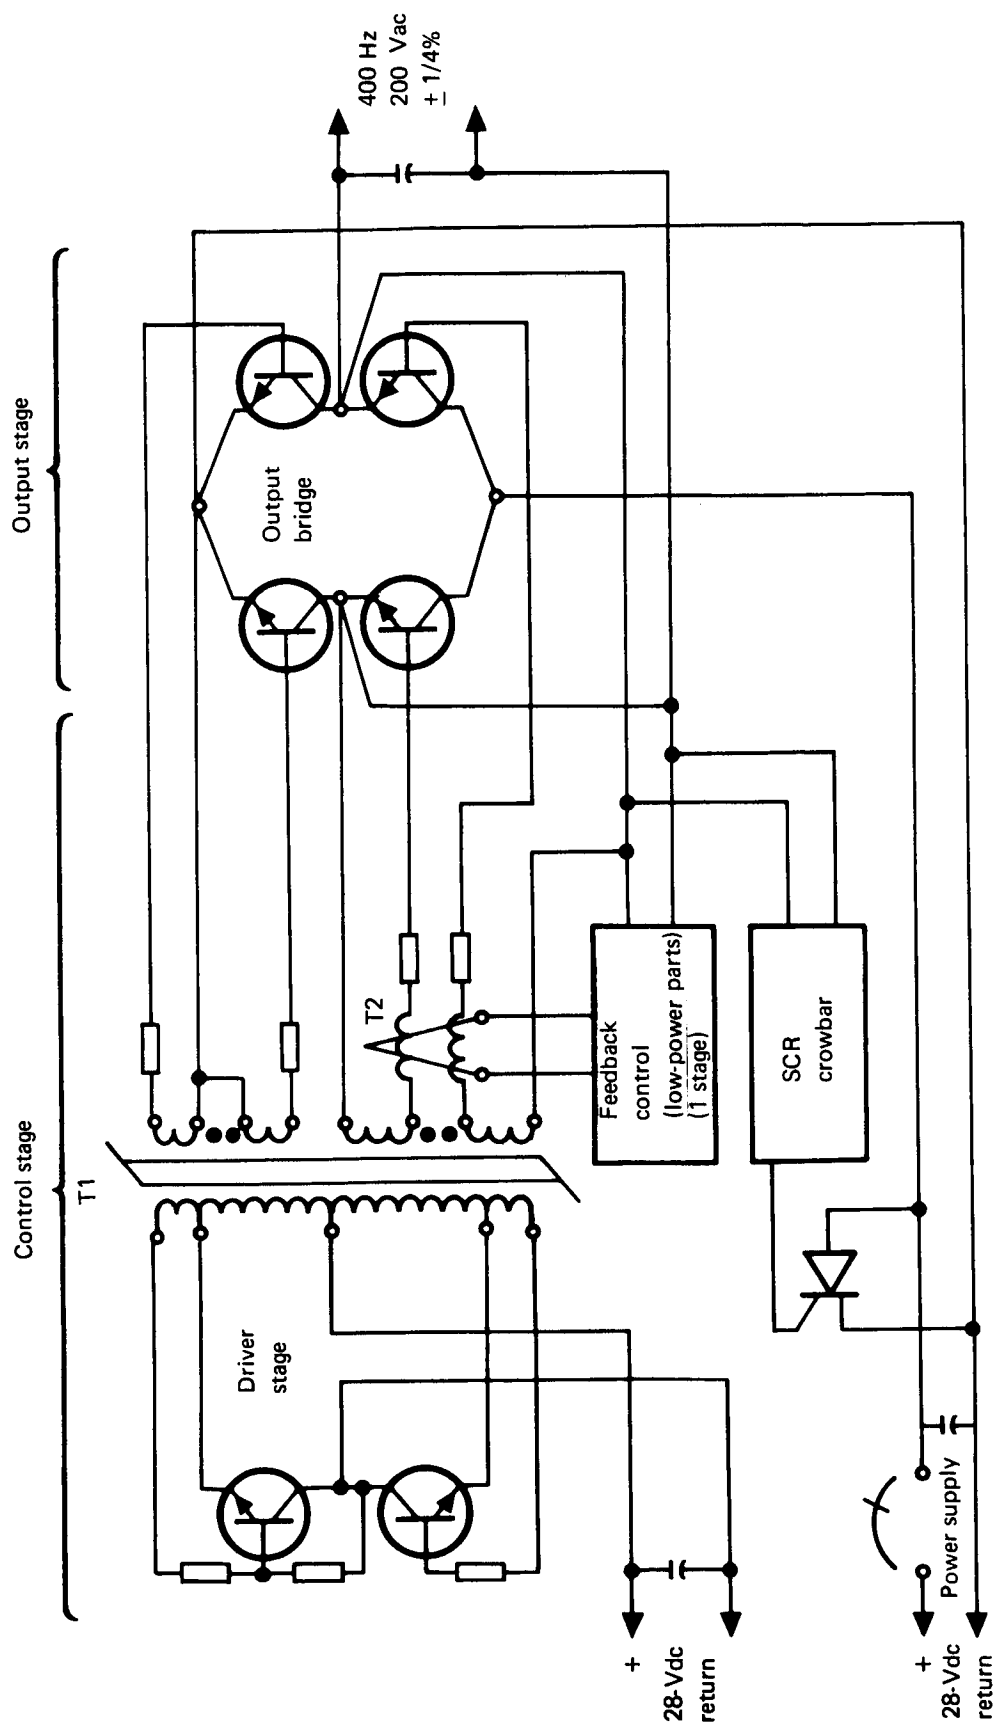 Control stage
Output stage
T1
Driver
stage
Output
bridge
T2
400 Hz
200 Vac
± 1/4%
Feedback
control
(low-power parts)
(1 stage)
SCR
crowbar
+
28-Vdc
return
Power supply
+
28-Vdc
return